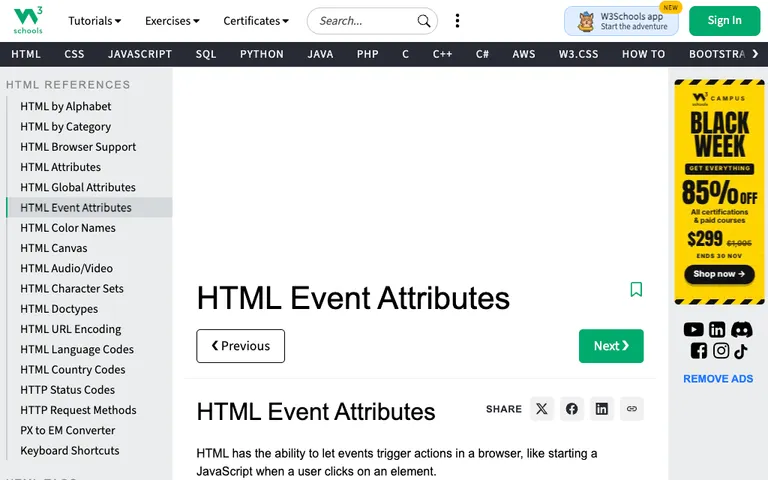 W3 schools
Tutorials Exercises Certificates Search... W3Schools app Start the adventure NEW Sign In
HTML CSS JAVASCRIPT SQL PYTHON JAVA PHP C C++ C# AWS W3.CSS HOW TO BOOTSTRA
HTML REFERENCES
HTML by Alphabet
HTML by Category
HTML Browser Support
HTML Attributes
HTML Global Attributes
HTML Event Attributes
HTML Color Names
HTML Canvas
HTML Audio/Video
HTML Character Sets
HTML Doctypes
HTML URL Encoding
HTML Language Codes
HTML Country Codes
HTTP Status Codes
HTTP Request Methods
PX to EM Converter
Keyboard Shortcuts
HTML TAGS
HTML Event Attributes
❮ Previous
Next ❯
HTML Event Attributes
SHARE
HTML has the ability to let events trigger actions in a browser, like starting a
JavaScript when a user clicks on an element.
W3 schools CAMPUS
BLACK
WEEK
GET EVERYTHING
85% OFF
All certifications
& paid courses
$299 $1,995
ENDS 30 NOV
Shop now →
REMOVE ADS